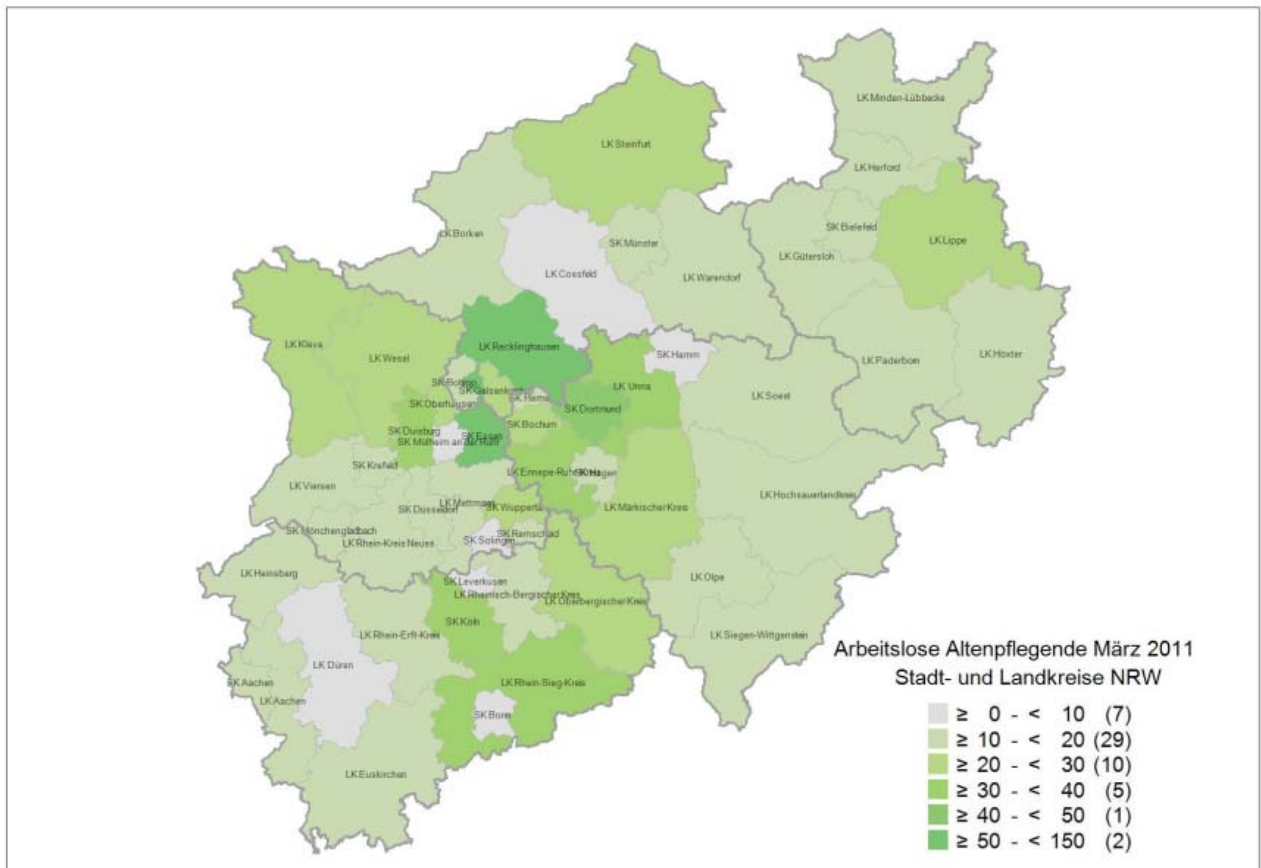 LK Minden-Lübbecke
LK Steinfurt
LK Herford
SK Bielefeld
LK Lippe
LK Borken
SK Münster
LK Gütersloh
LK Coesfeld
LK Warendorf
LK Kleve
LK Wesel
LK Recklinghausen
SK Hamm
LK Paderborn
LK Höxter
SK Bottrop
SK Gelsenkirchen
LK Unna
LK Soest
SK Oberhausen
SK Herne
SK Dortmund
SK Duisburg
SK Essen
SK Bochum
SK Mülheim an der Ruhr
SK Krefeld
LK Ennepe-Ruhr-Kreis
SK Hagen
LK Viersen
LK Mettmann
LK Hochsauerlandkreis
SK Düsseldorf
SK Wuppertal
LK Märkischer Kreis
SK Mönchengladbach
LK Rhein-Kreis Neuss
SK Solingen
SK Remscheid
LK Heinsberg
SK Leverkusen
LK Rheinisch-Bergischer Kreis
LK Oberbergischer Kreis
LK Olpe
SK Köln
LK Rhein-Erft-Kreis
LK Siegen-Wittgenstein
LK Düren
SK Aachen
LK Rhein-Sieg-Kreis
LK Aachen
SK Bonn
LK Euskirchen
Arbeitslose Altenpflegende März 2011
Stadt- und Landkreise NRW
≥ 0 - < 10 (7)
≥ 10 - < 20 (29)
≥ 20 - < 30 (10)
≥ 30 - < 40 (5)
≥ 40 - < 50 (1)
≥ 50 - < 150 (2)